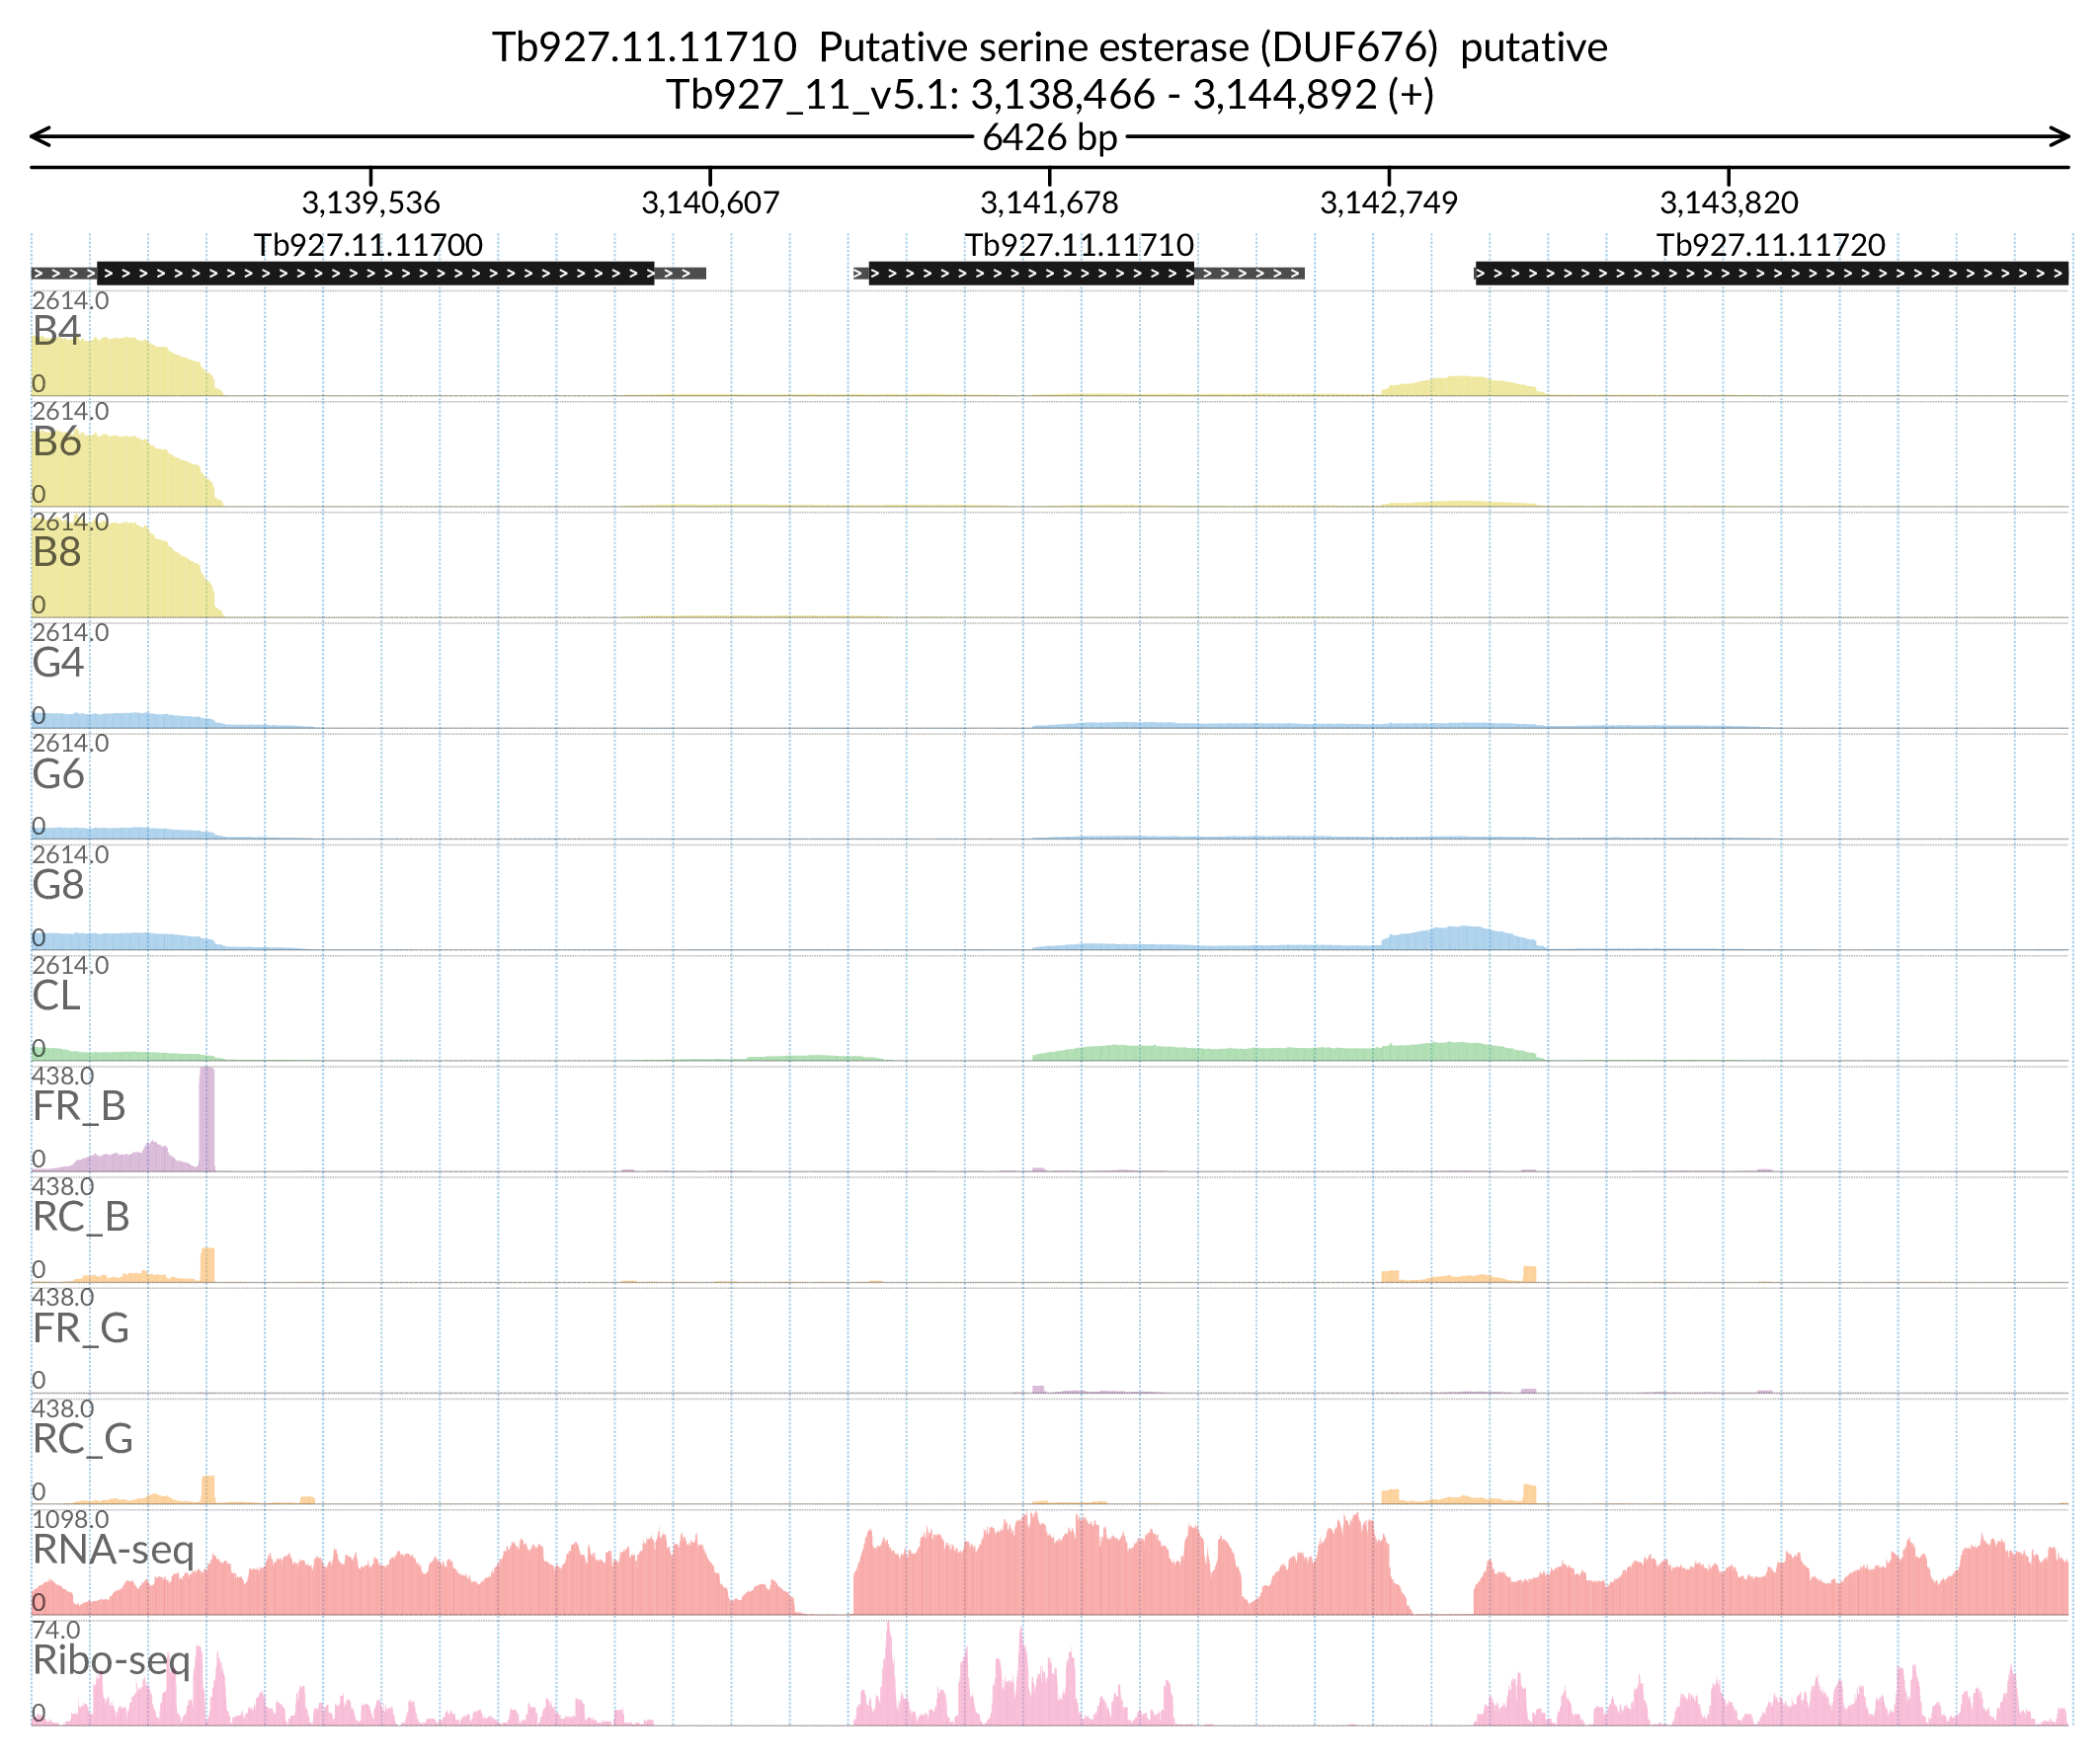 Tb927.11.11710 Putative serine esterase (DUF676) putative
Tb927_11_v5.1: 3,138,466 - 3,144,892 (+)
6426 bp
3,139,536 3,140,607 3,141,678 3,142,749 3,143,820
Tb927.11.11700 Tb927.11.11710 Tb927.11.11720
2614.0
B4
0
2614.0
B6
0
2614.0
B8
0
2614.0
G4
0
2614.0
G6
0
2614.0
G8
0
2614.0
CL
0
438.0
FR_B
0
438.0
RC_B
0
438.0
FR_G
0
438.0
RC_G
0
1098.0
RNA-seq
0
74.0
Ribo-seq
0